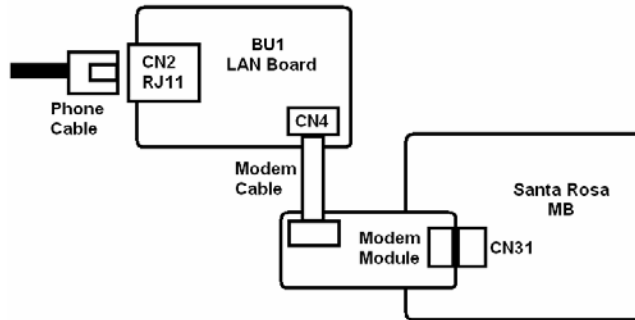 BU1
LAN Board
CN2
RJ11
Phone
Cable
CN4
Modem
Cable
Santa Rosa
MB
Modem
Module
CN31